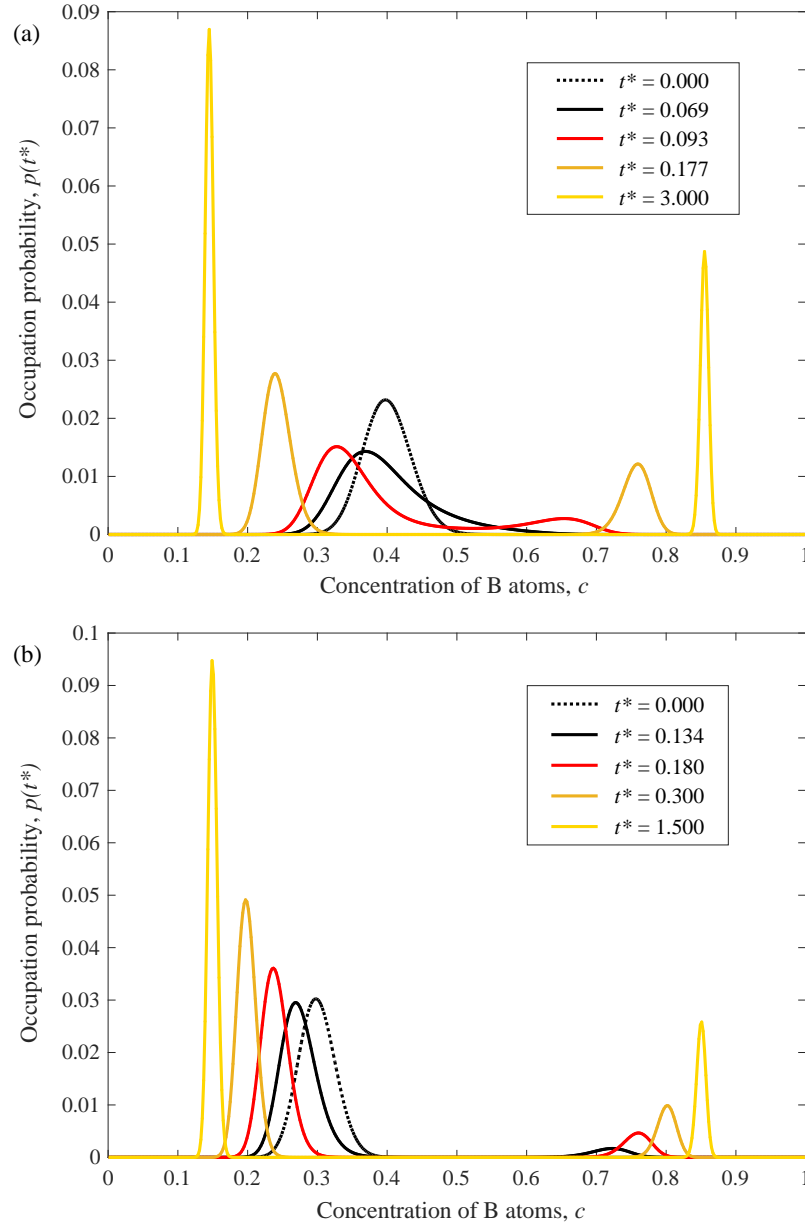 (a)
0.09
0.08
0.07
0.06
0.05
0.04
0.03
0.02
0.01
0
Occupation probability, p(t*)
t* = 0.000
t* = 0.069
t* = 0.093
t* = 0.177
t* = 3.000
0 0.1 0.2 0.3 0.4 0.5 0.6 0.7 0.8 0.9 1
Concentration of B atoms, c
(b)
0.1
0.09
0.08
0.07
0.06
0.05
0.04
0.03
0.02
0.01
0
Occupation probability, p(t*)
t* = 0.000
t* = 0.134
t* = 0.180
t* = 0.300
t* = 1.500
0 0.1 0.2 0.3 0.4 0.5 0.6 0.7 0.8 0.9 1
Concentration of B atoms, c